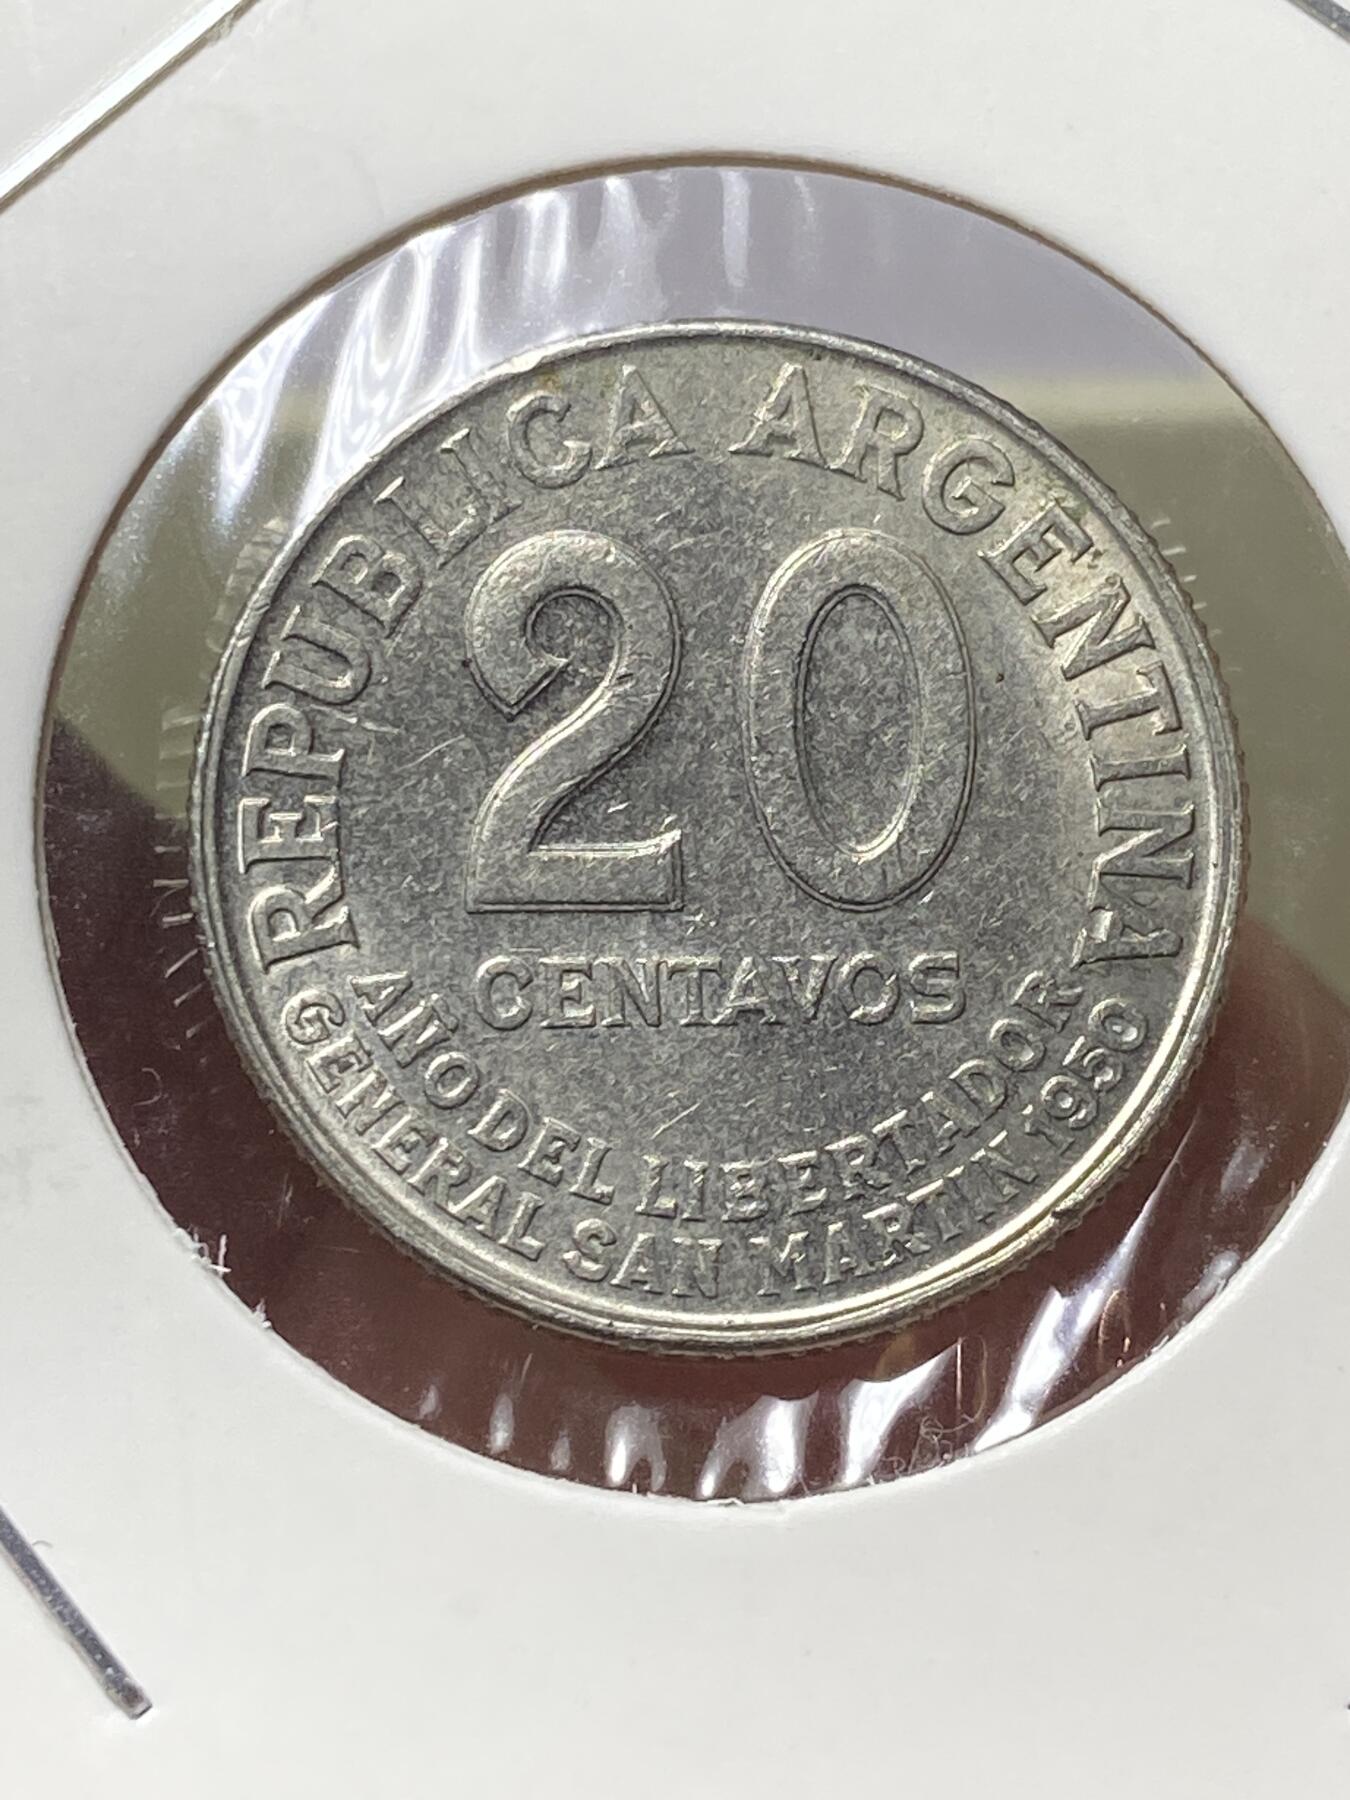 REPUBLICA ARGENTINA
20
CENTAVOS
AÑO DEL LIBERTADOR
GENERAL SAN MARTIN 1950